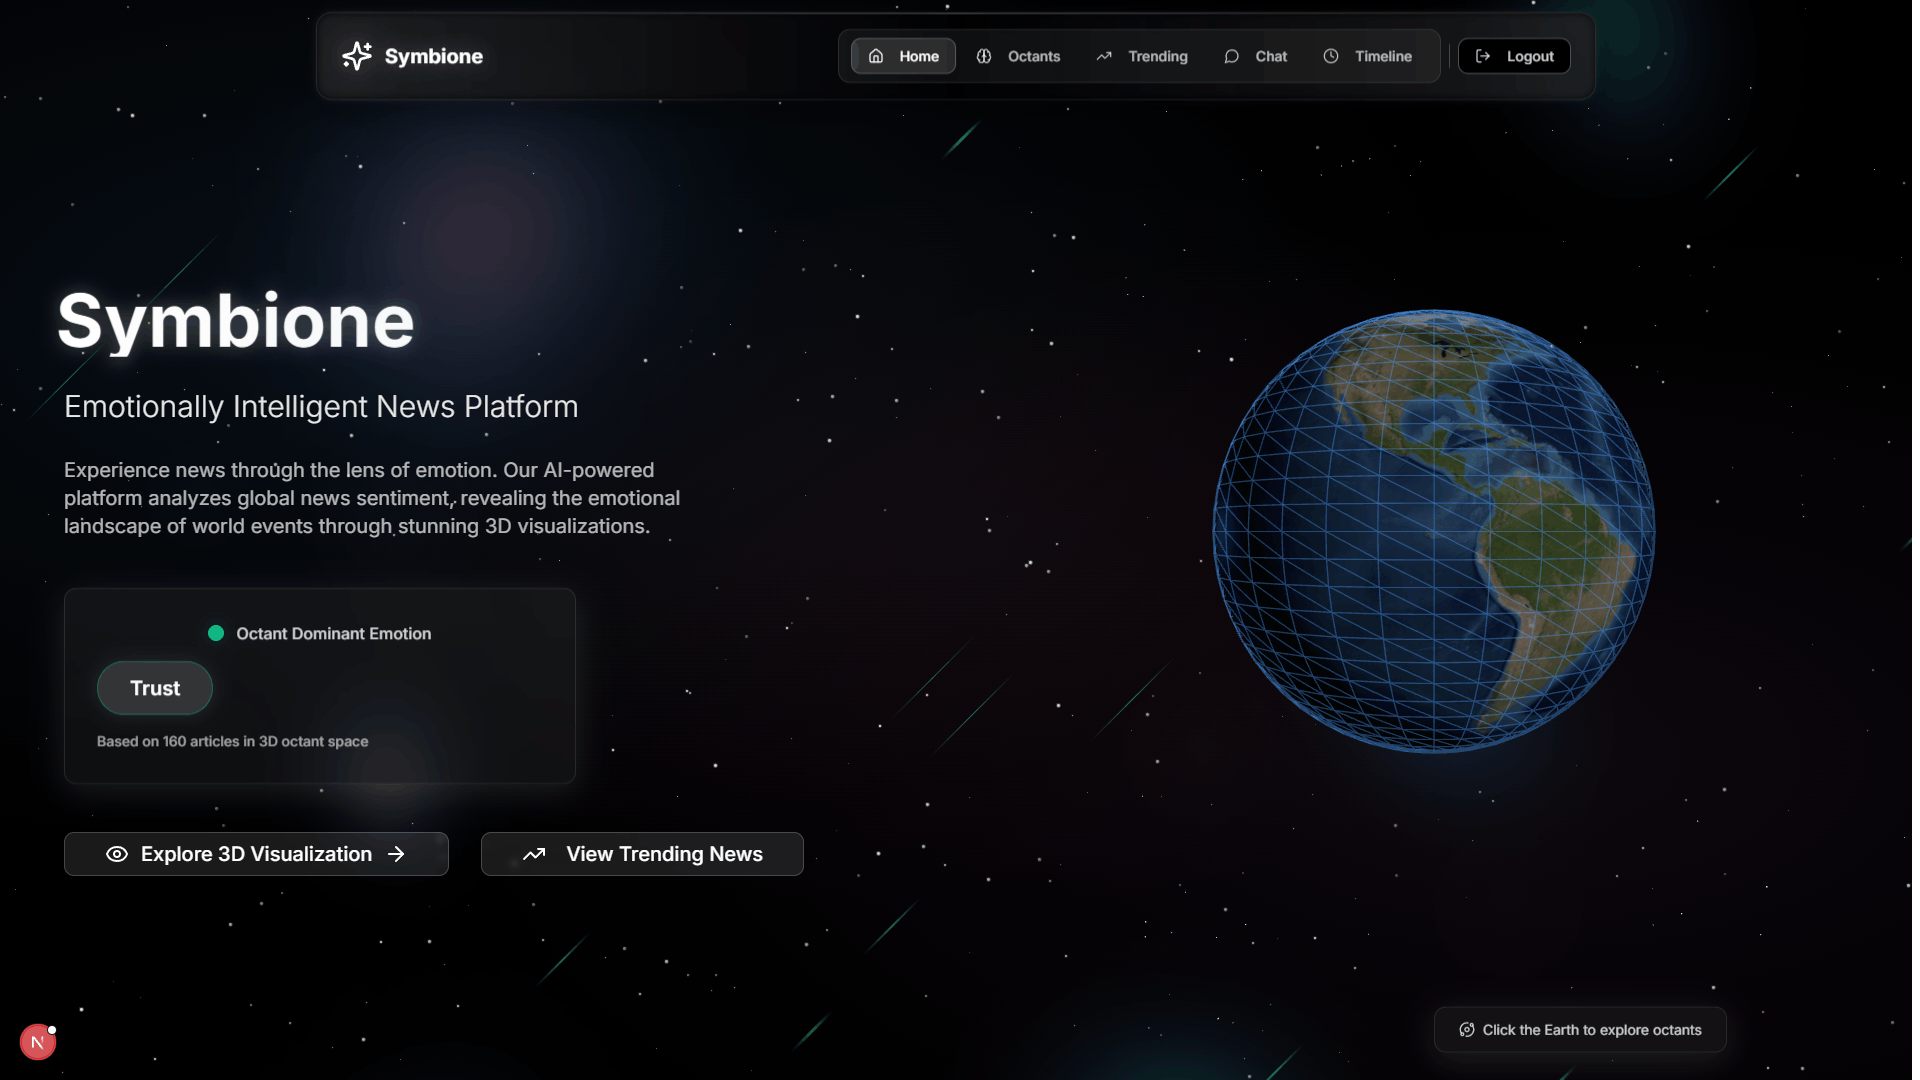 Symbione
Home
Octants
Trending
Chat
Timeline
Logout
Symbione
Emotionally Intelligent News Platform
Experience news through the lens of emotion. Our AI-powered
platform analyzes global news sentiment, revealing the emotional
landscape of world events through stunning 3D visualizations.
Octant Dominant Emotion
Trust
Based on 160 articles in 3D octant space
Explore 3D Visualization
View Trending News
N
Click the Earth to explore octants